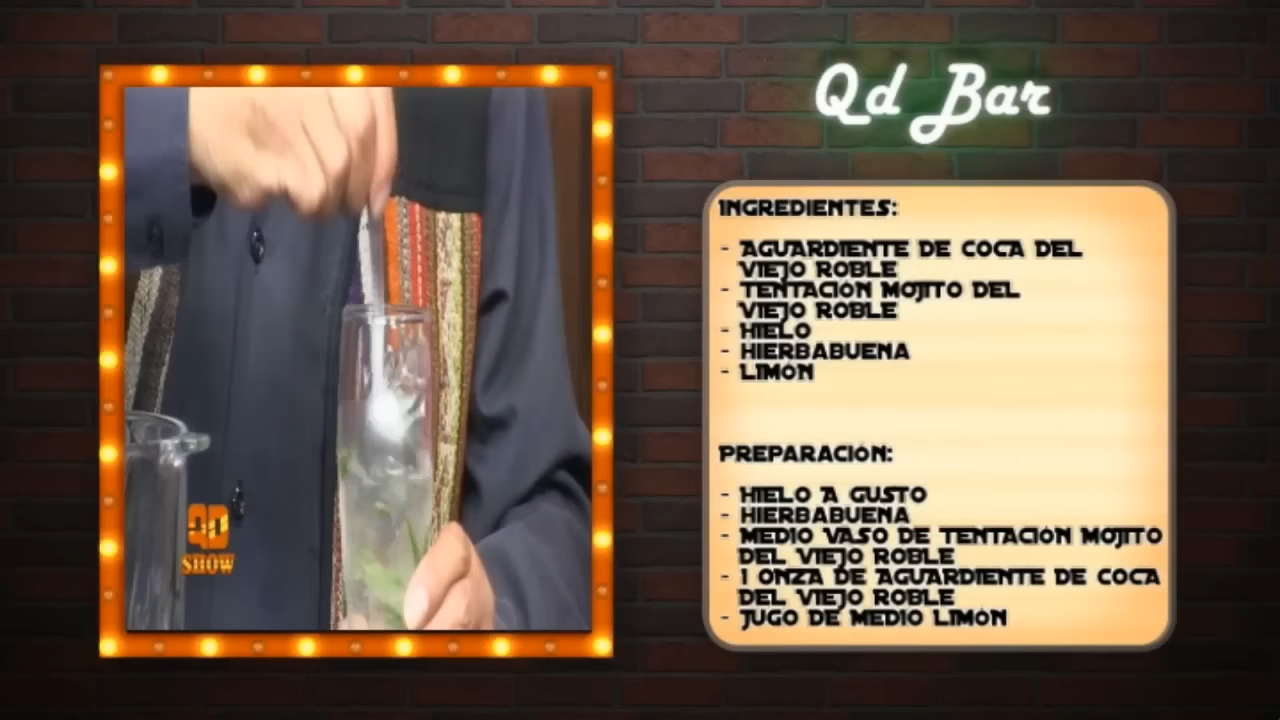 Qd Bar
INGREDIENTES:
- AGUARDIENTE DE COCA DEL
VIEJO ROBLE
- TENTACIÓN MOJITO DEL
VIEJO ROBLE
- HIELO
- HIERBABUENA
- LIMÓN
PREPARACIÓN:
- HIELO A GUSTO
- HIERBABUENA
- MEDIO VASO DE TENTACIÓN MOJITO
DEL VIEJO ROBLE
- 1 ONZA DE AGUARDIENTE DE COCA
DEL VIEJO ROBLE
- JUGO DE MEDIO LIMÓN
QD
SHOW